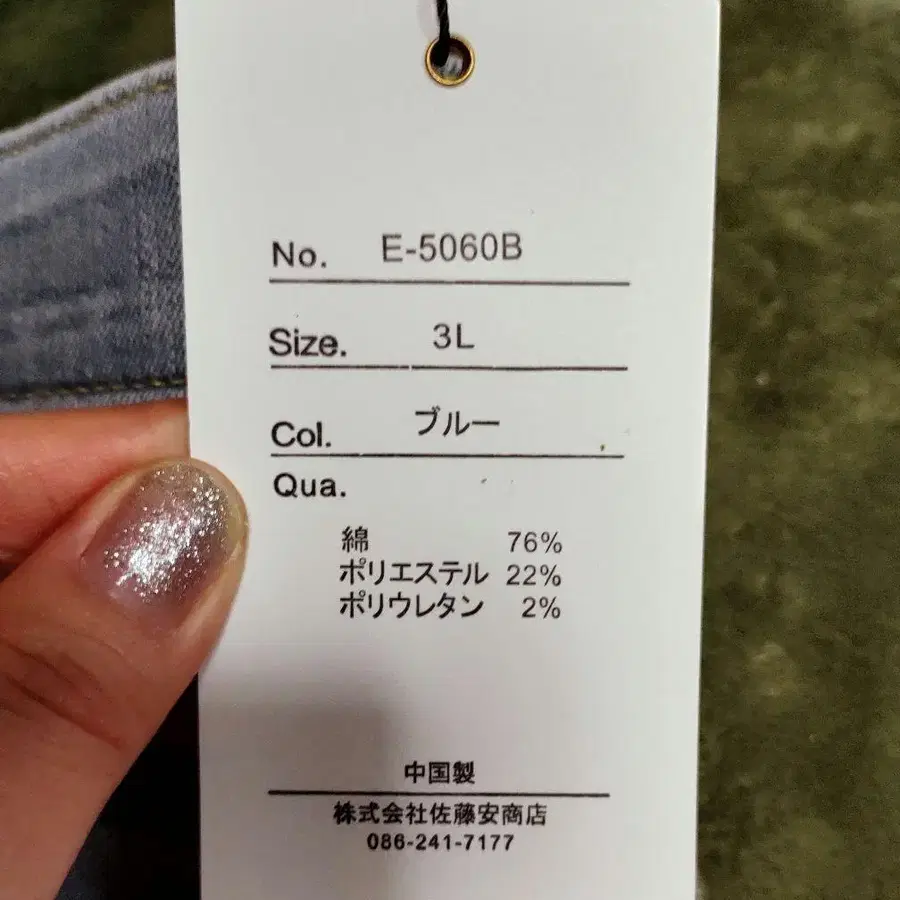 No. E-5060B
Size. 3L
Col. ブルー
Qua.
綿 76%
ポリエステル 22%
ポリウレタン 2%
中国製
株式会社佐藤安商店
086-241-7177